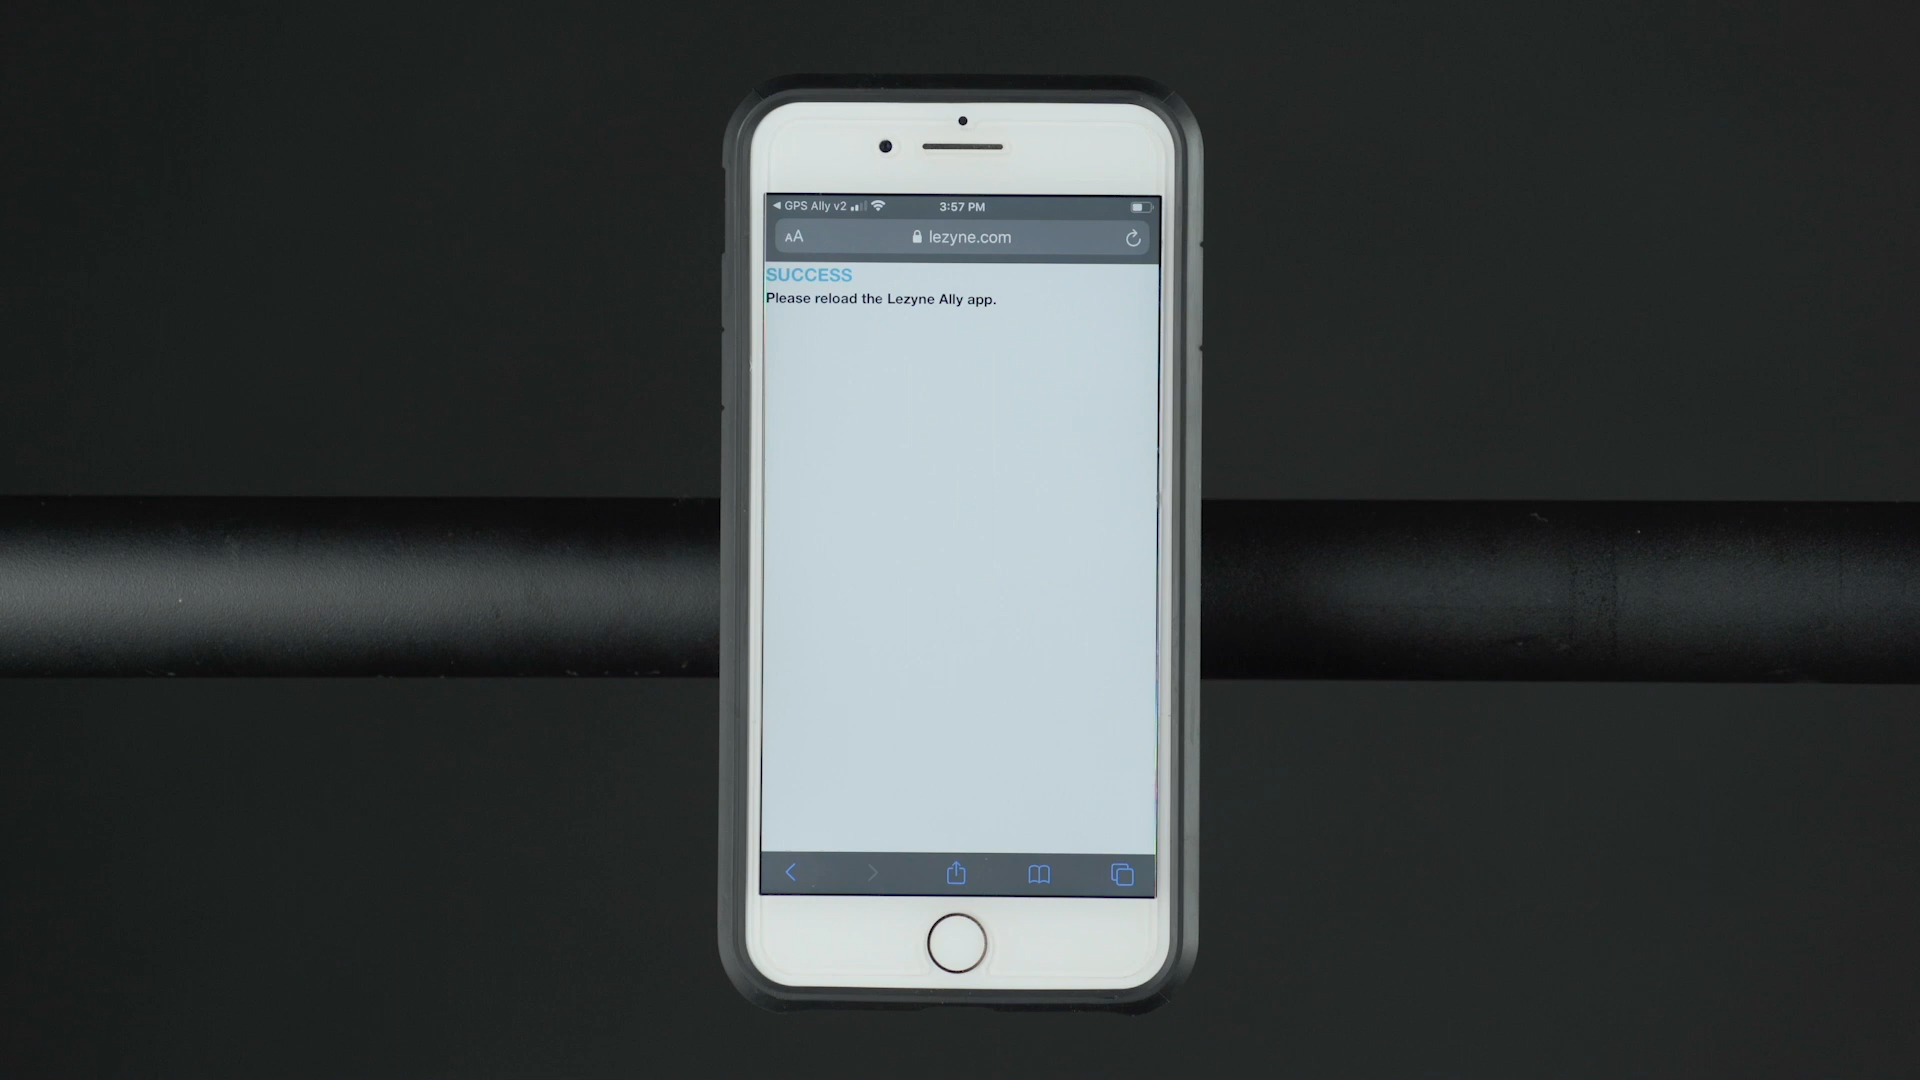 GPS Ally v2
3:57 PM
AA
lezyne.com
SUCCESS
Please reload the Lezyne Ally app.